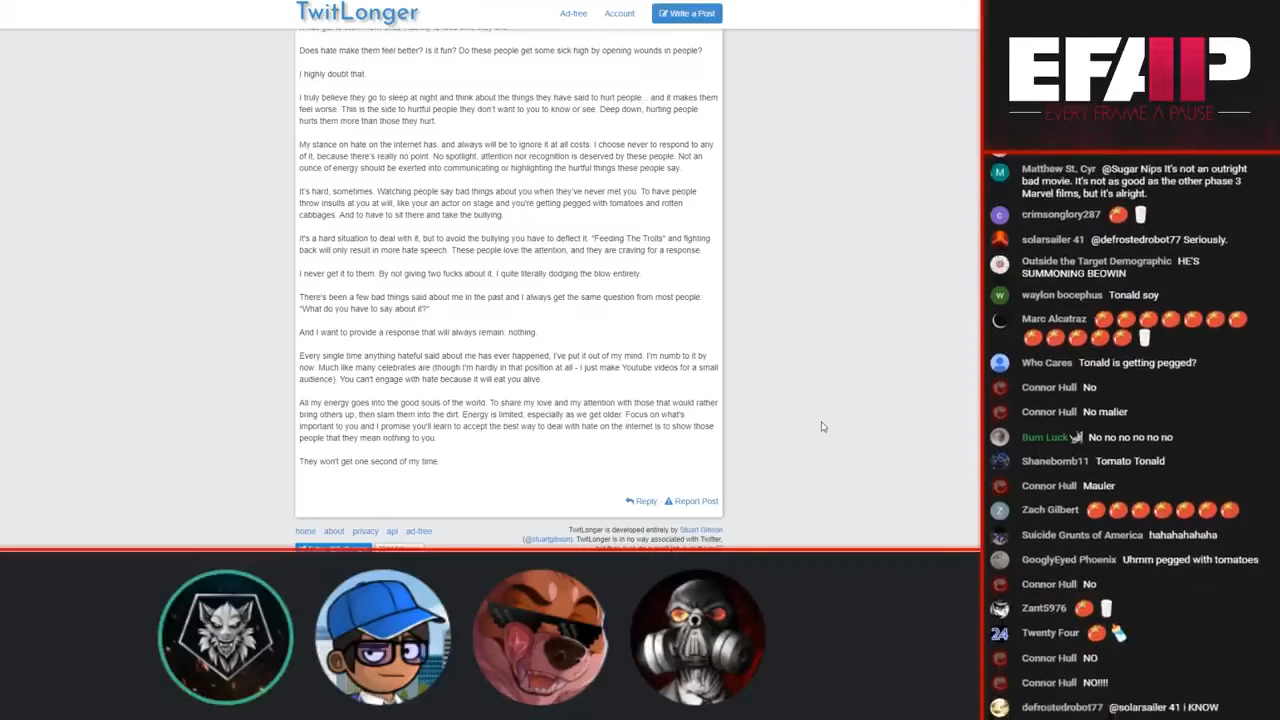 TwitLonger
Ad-free
Account
Write a Post
Does hate make them feel better? Is it fun? Do these people get some sick high by opening wounds in people?
I highly doubt that.
I truly believe they go to sleep at night and think about the things they have said to hurt people... and it makes them
feel worse. This is the side to hurtful people they don't want to you to know or see. Deep down, hurting people
hurts them more than those they hurt.
My stance on hate on the internet has, and always will be to ignore it at all costs. I choose never to respond to any
of it, because there's really no point. No spotlight, attention nor recognition is deserved by these people. Not an
ounce of energy should be exerted into communicating or highlighting the hurtful things these people say.
It's hard, sometimes. Watching people say bad things about you when they've never met you. To have people
throw insults at you at will, like your an actor on stage and you're getting pegged with tomatoes and rotten
cabbages. And to have to sit there and take the bullying.
It's a hard situation to deal with it, but to avoid the bullying you have to deflect it. "Feeding The Trolls" and fighting
back will only result in more hate speech. These people love the attention, and they are craving for a response.
I never get it to them. By not giving two fucks about it, I quite literally dodging the blow entirely.
There's been a few bad things said about me in the past and I always get the same question from most people:
"What do you have to say about it?"
And I want to provide a response that will always remain: nothing.
Every single time anything hateful said about me has ever happened, I've put it out of my mind. I'm numb to it by
now. Much like many celebrates are (though I'm hardly in that position at all - I just make Youtube videos for a small
audience). You can't engage with hate because it will eat you alive.
All my energy goes into the good souls of the world. To share my love and my attention with those that would rather
bring others up, then slam them into the dirt. Energy is limited, especially as we get older. Focus on what's
important to you and I promise you'll learn to accept the best way to deal with hate on the internet is to show those
people that they mean nothing to you.
They won't get one second of my time.
Reply
Report Post
home about privacy api ad-free
TwitLonger is developed entirely by Stuart Gibson
(@stuartgibson). TwitLonger is in no way associated with Twitter,
EFAP
EVERY FRAME A PAUSE
Matthew St. Cyr @Sugar Nips It's not an outright
bad movie. It's not as good as the other phase 3
Marvel films, but it's alright.
crimsonglory287 🍅 🥛
solarsailer 41 @defrostedrobot77 Seriously.
Outside the Target Demographic HE'S
SUMMONING BEOWIN
waylon bocephus Tonald soy
Marc Alcatraz 🍅🍅🍅🍅🍅🍅🍅
🍅🍅🍅🍅🍅🥛
Who Cares Tonald is getting pegged?
Connor Hull No
Connor Hull No malier
Bum Luck No no no no no no
Shanebomb11 Tomato Tonald
Connor Hull Mauler
Zach Gilbert 🍅🍅🍅🍅🍅🍅🍅
Suicide Grunts of America hahahahahaha
GooglyEyed Phoenix Uhmm pegged with tomatoes
Connor Hull No
Zant5976 🍅 🥛
24
Twenty Four 🍅 🍼
Connor Hull NO
Connor Hull NO!!!!
defrostedrobot77 @solarsailer 41 i KNOW